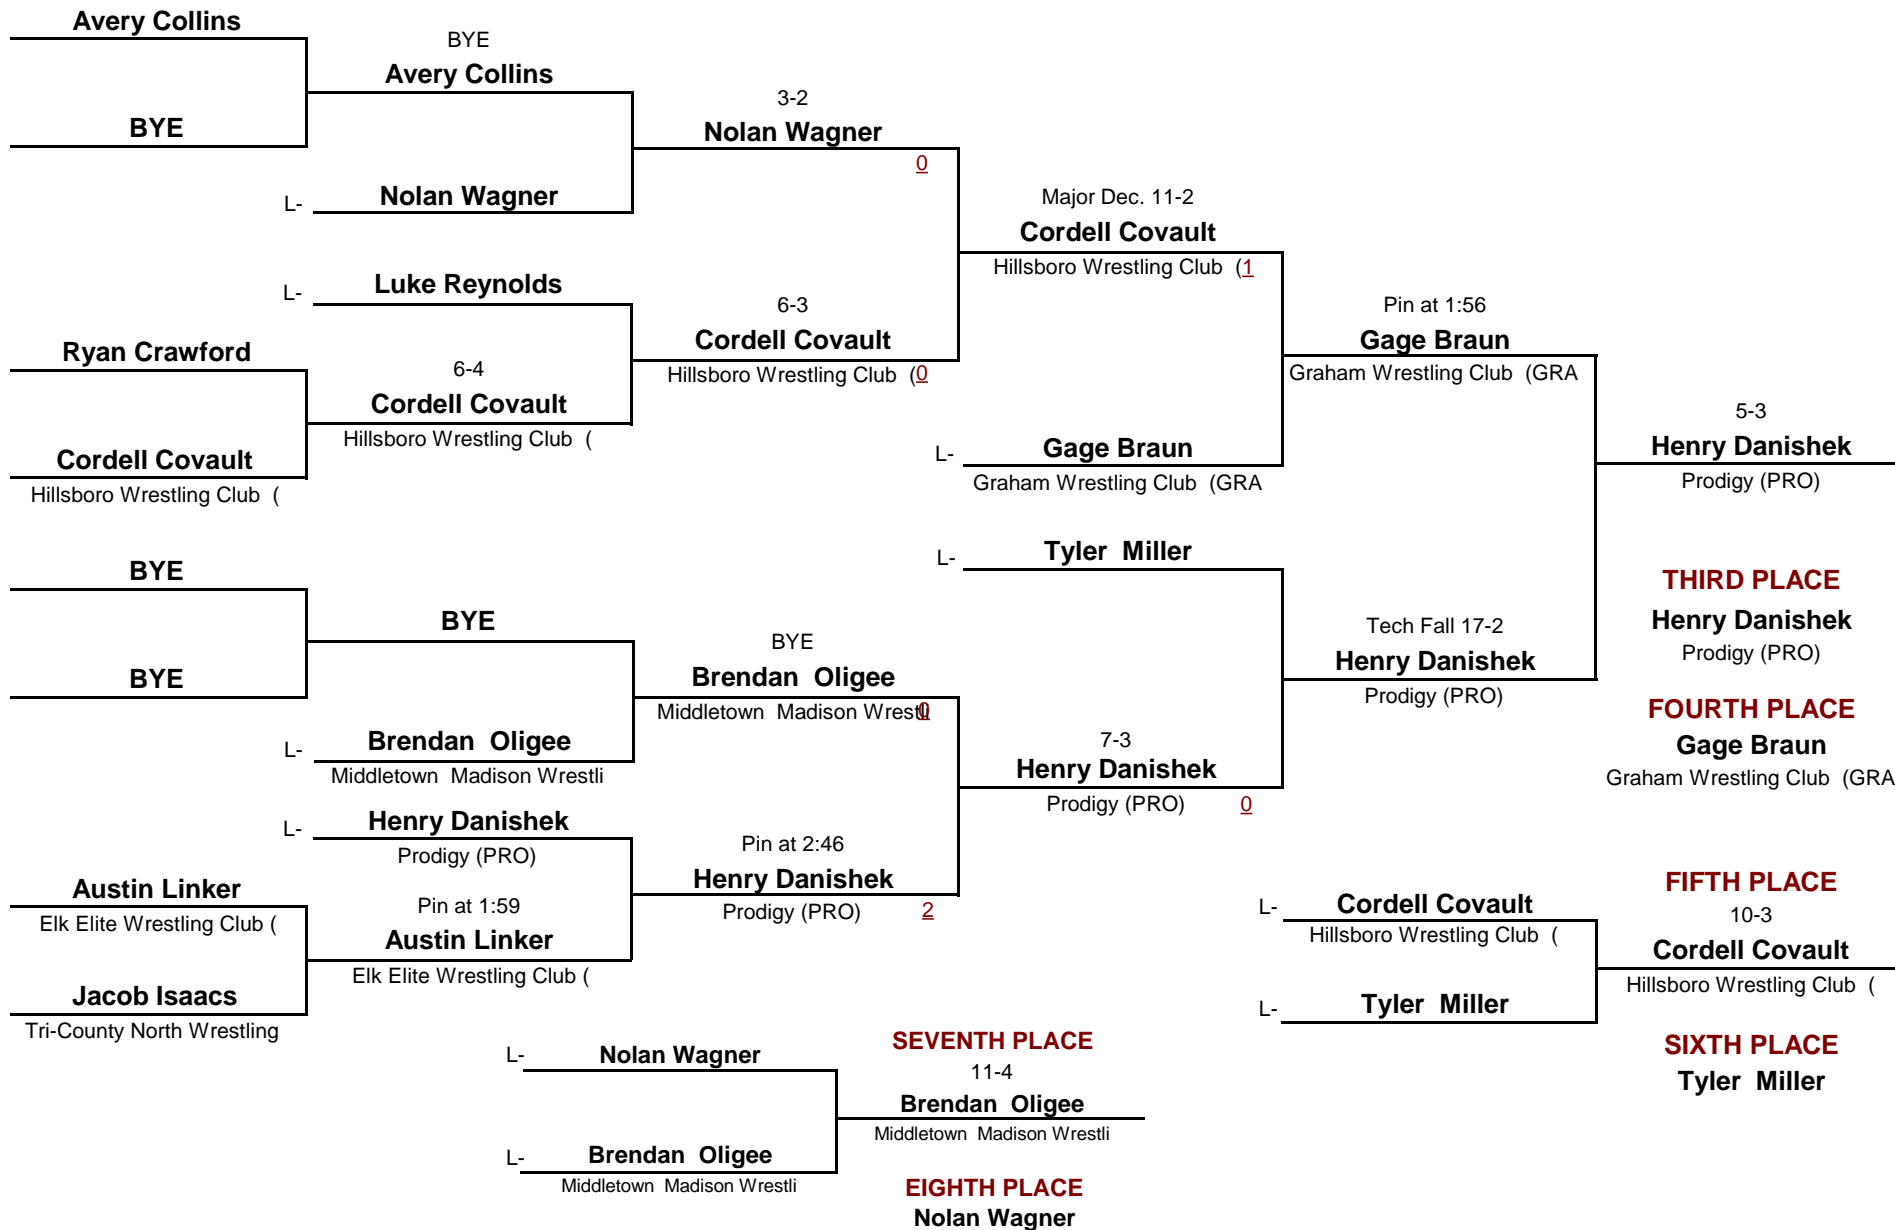 Avery Collins
BYE
BYE
Avery Collins
L- Nolan Wagner
3-2
Nolan Wagner
0
L- Luke Reynolds
Ryan Crawford
Cordell Covault
Hillsboro Wrestling Club (
6-4
Cordell Covault
Hillsboro Wrestling Club (
6-3
Cordell Covault
Hillsboro Wrestling Club (0
Major Dec. 11-2
Cordell Covault
Hillsboro Wrestling Club (1
L- Gage Braun
Graham Wrestling Club (GRA
Pin at 1:56
Gage Braun
Graham Wrestling Club (GRA
5-3
Henry Danishek
Prodigy (PRO)
BYE
BYE
BYE
L- Brendan Oligee
Middletown Madison Wrestli
BYE
Brendan Oligee
Middletown Madison Wrestli
0
L- Henry Danishek
Prodigy (PRO)
Austin Linker
Elk Elite Wrestling Club (
Jacob Isaacs
Tri-County North Wrestling
Pin at 1:59
Austin Linker
Elk Elite Wrestling Club (
Pin at 2:46
Henry Danishek
Prodigy (PRO) 2
7-3
Henry Danishek
Prodigy (PRO) 0
L- Tyler Miller
Tech Fall 17-2
Henry Danishek
Prodigy (PRO)
THIRD PLACE
Henry Danishek
Prodigy (PRO)
FOURTH PLACE
Gage Braun
Graham Wrestling Club (GRA
L- Cordell Covault
Hillsboro Wrestling Club (
L- Tyler Miller
FIFTH PLACE
10-3
Cordell Covault
Hillsboro Wrestling Club (
SIXTH PLACE
Tyler Miller
L- Nolan Wagner
L- Brendan Oligee
Middletown Madison Wrestli
SEVENTH PLACE
11-4
Brendan Oligee
Middletown Madison Wrestli
EIGHTH PLACE
Nolan Wagner